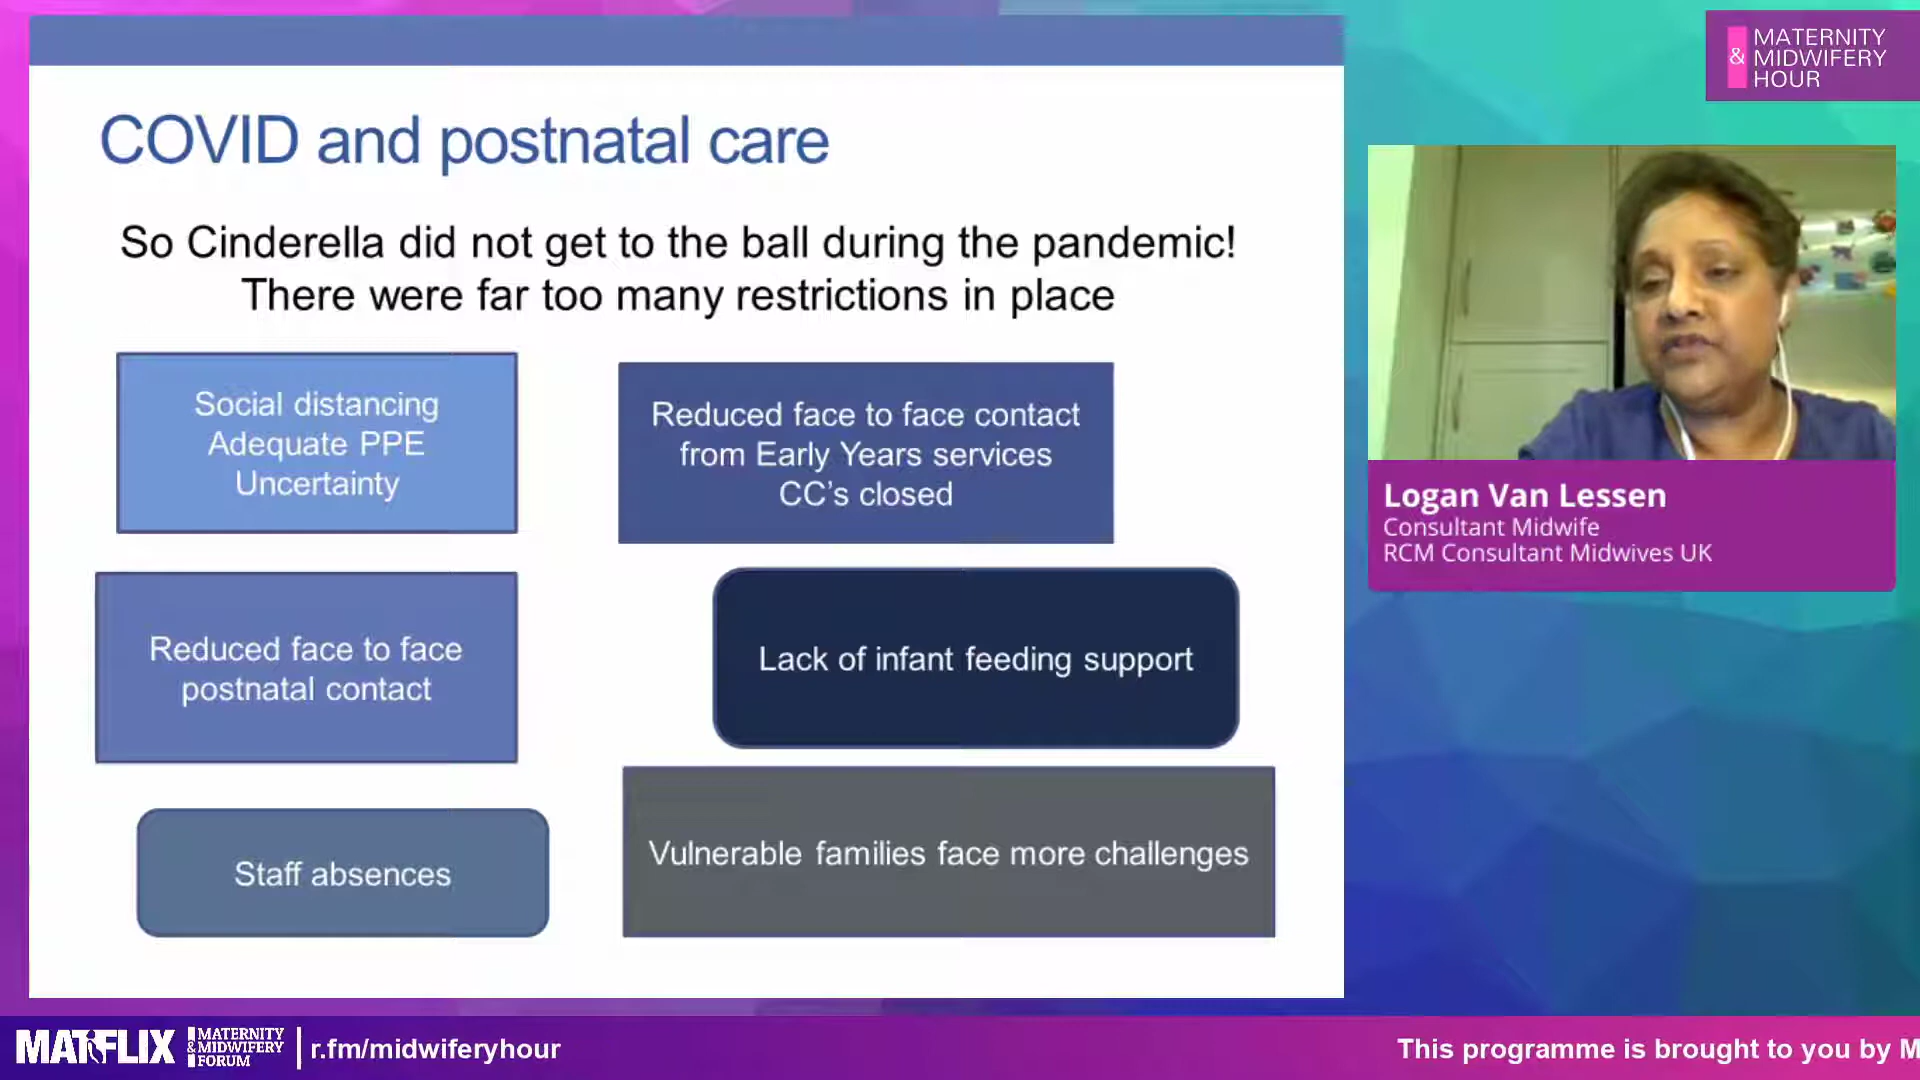 COVID and postnatal care
So Cinderella did not get to the ball during the pandemic!
There were far too many restrictions in place
Social distancing
Adequate PPE
Uncertainty
Reduced face to face contact
from Early Years services
CC's closed
Reduced face to face
postnatal contact
Lack of infant feeding support
Staff absences
Vulnerable families face more challenges
MATERNITY
& MIDWIFERY
HOUR
Logan Van Lessen
Consultant Midwife
RCM Consultant Midwives UK
MATFLIX
MATERNITY
& MIDWIFERY
FORUM
r.fm/midwiferyhour
This programme is brought to you by M